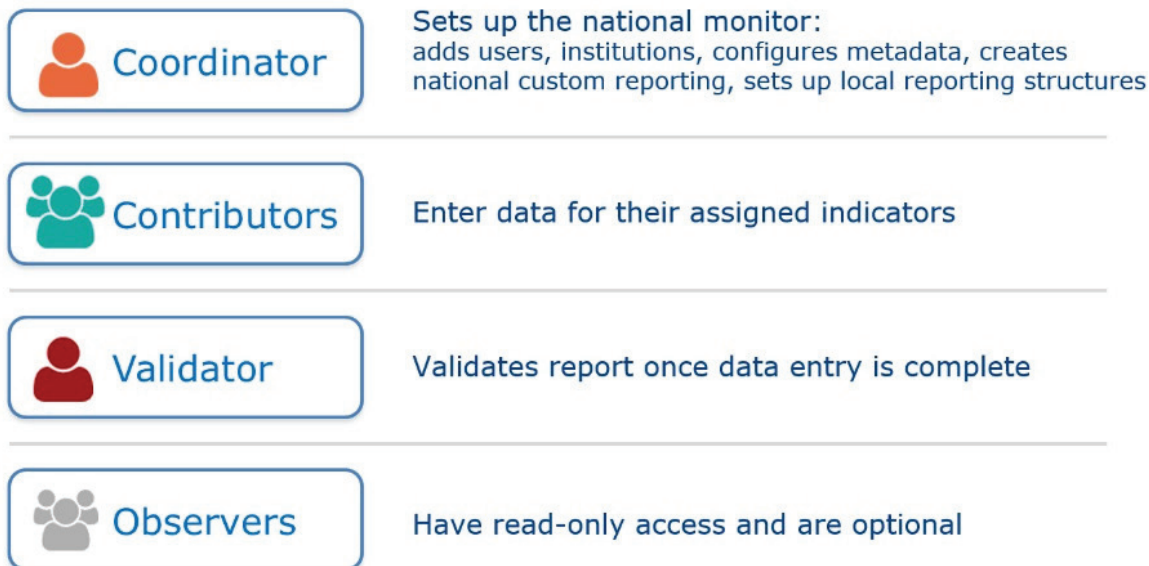 Coordinator
Sets up the national monitor:
adds users, institutions, configures metadata, creates
national custom reporting, sets up local reporting structures
Contributors
Enter data for their assigned indicators
Validator
Validates report once data entry is complete
Observers
Have read-only access and are optional